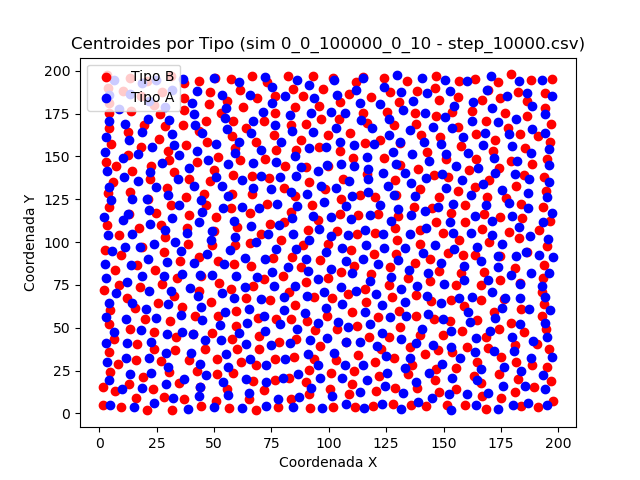 Centroides por Tipo (sim 0_0_100000_0_10 - step_10000.csv)
Tipo B
Tipo A
Coordenada Y
200
175
150
125
100
75
50
25
0
0 25 50 75 100 125 150 175 200
Coordenada X